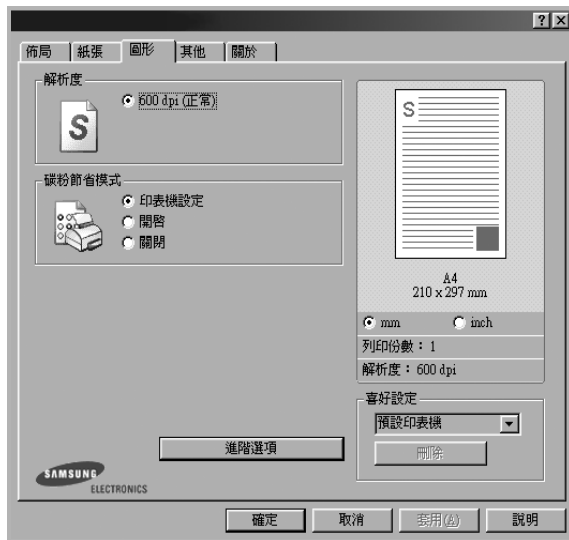 佈局 紙張 圖形 其他 關於
解析度
600 dpi (正常)
S
碳粉節省模式
印表機設定
開啓
關閉
進階選項
S
A4
210 x 297 mm
mm inch
列印份數：1
解析度：600 dpi
喜好設定
預設印表機
刪除
SAMSUNG
ELECTRONICS
確定 取消 套用(A) 說明